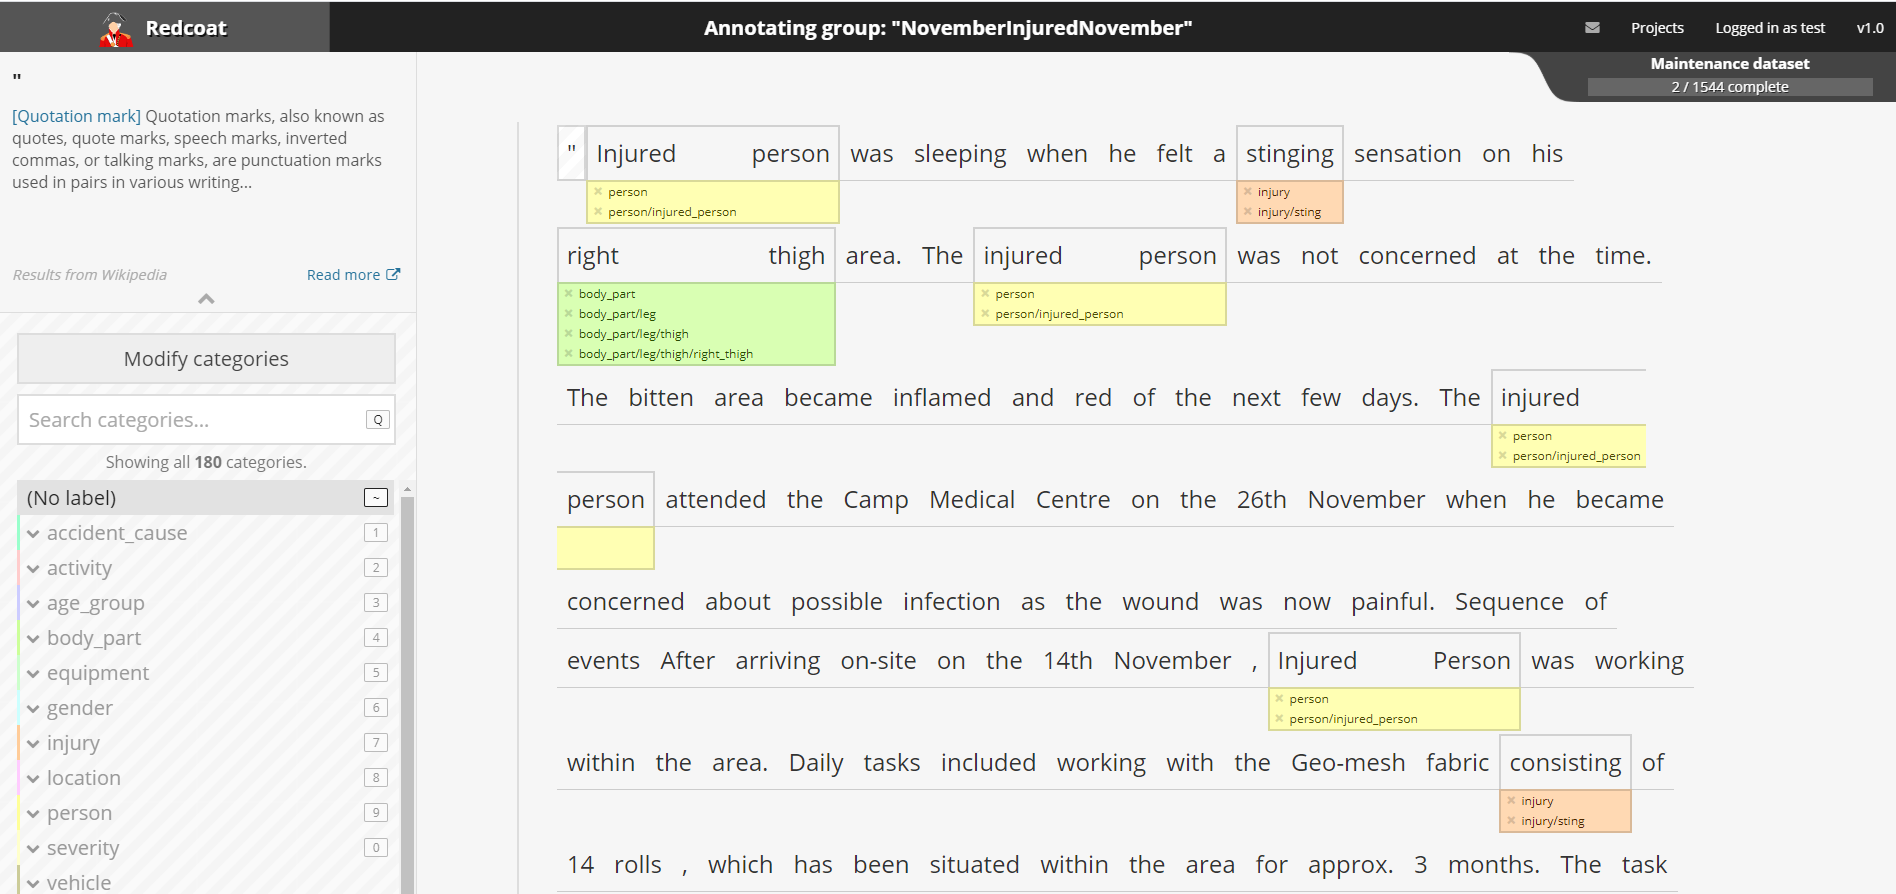 Redcoat
Annotating group: "NovemberInjuredNovember"
Projects
Logged in as test
v1.0
Maintenance dataset
2 / 1544 complete
"
[Quotation mark] Quotation marks, also known as
quotes, quote marks, speech marks, inverted
commas, or talking marks, are punctuation marks
used in pairs in various writing...
Results from Wikipedia
Read more
Modify categories
Search categories...
Q
Showing all 180 categories.
(No label) ~
accident_cause 1
activity 2
age_group 3
body_part 4
equipment 5
gender 6
injury 7
location 8
person 9
severity 0
vehicle
" Injured person was sleeping when he felt a stinging sensation on his
person
person/injured_person
injury
injury/sting
right thigh area. The injured person was not concerned at the time.
body_part
body_part/leg
body_part/leg/thigh
body_part/leg/thigh/right_thigh
person
person/injured_person
The bitten area became inflamed and red of the next few days. The injured
person
person/injured_person
person attended the Camp Medical Centre on the 26th November when he became
concerned about possible infection as the wound was now painful. Sequence of
events After arriving on-site on the 14th November , Injured Person was working
person
person/injured_person
within the area. Daily tasks included working with the Geo-mesh fabric consisting of
injury
injury/sting
14 rolls , which has been situated within the area for approx. 3 months. The task